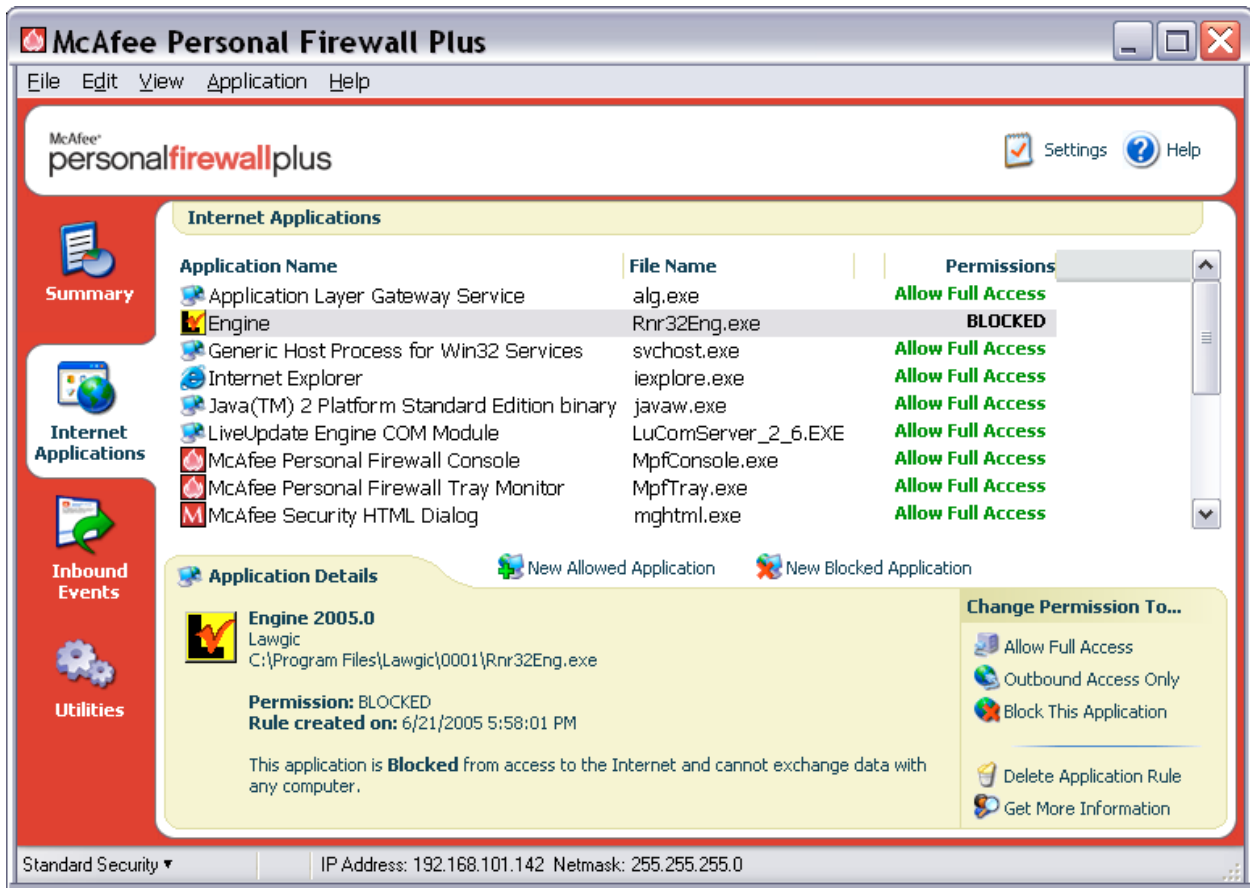 McAfee Personal Firewall Plus
File Edit View Application Help
McAfee
personalfirewallplus
Settings Help
Internet Applications
Application Name File Name Permissions
Application Layer Gateway Service alg.exe Allow Full Access
Engine Rnr32Eng.exe BLOCKED
Generic Host Process for Win32 Services svchost.exe Allow Full Access
Internet Explorer iexplore.exe Allow Full Access
Java(TM) 2 Platform Standard Edition binary javaw.exe Allow Full Access
LiveUpdate Engine COM Module LuComServer_2_6.EXE Allow Full Access
McAfee Personal Firewall Console MpfConsole.exe Allow Full Access
McAfee Personal Firewall Tray Monitor MpfTray.exe Allow Full Access
McAfee Security HTML Dialog mghtml.exe Allow Full Access
Summary
Internet
Applications
Inbound
Events
Utilities
Application Details
New Allowed Application New Blocked Application
Engine 2005.0
Lawgic
C:\Program Files\Lawgic\0001\Rnr32Eng.exe
Permission: BLOCKED
Rule created on: 6/21/2005 5:58:01 PM
This application is Blocked from access to the Internet and cannot exchange data with
any computer.
Change Permission To...
Allow Full Access
Outbound Access Only
Block This Application
Delete Application Rule
Get More Information
Standard Security IP Address: 192.168.101.142 Netmask: 255.255.255.0